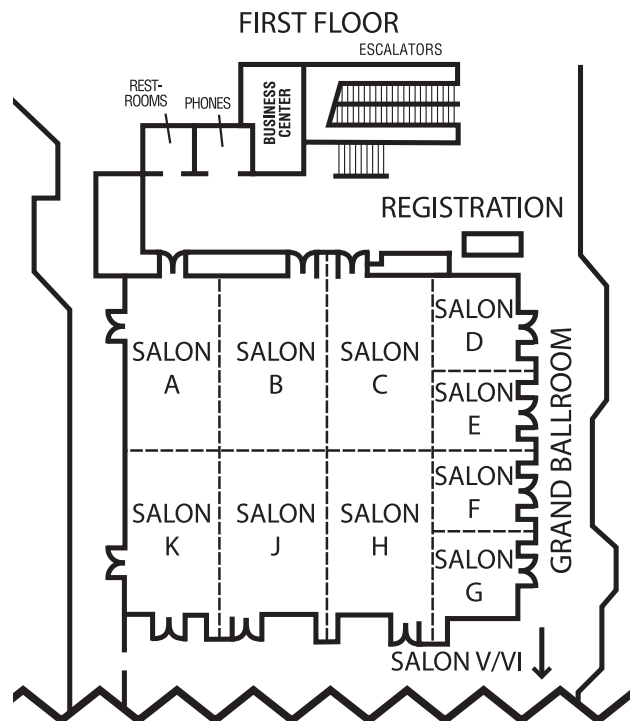 FIRST FLOOR
ESCALATORS
REST-
ROOMS
PHONES
BUSINESS
CENTER
REGISTRATION
SALON
A
SALON
B
SALON
C
SALON
D
SALON
E
SALON
F
SALON
G
SALON
H
SALON
J
SALON
K
GRAND BALLROOM
SALON V/VI